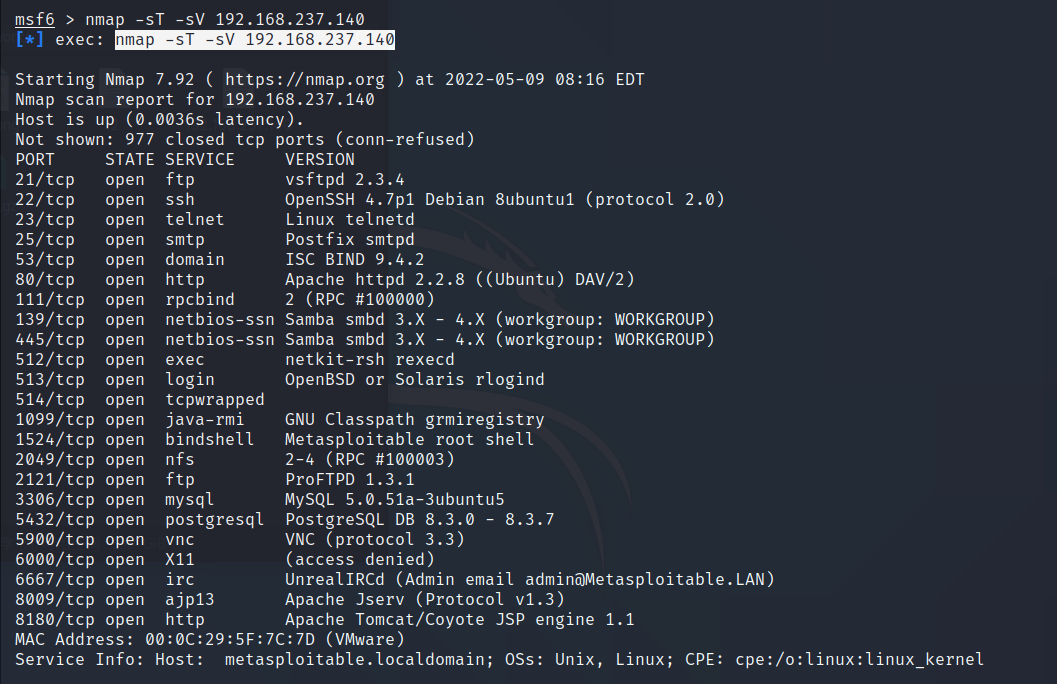 msf6 > nmap -sT -sV 192.168.237.140
[*] exec: nmap -sT -sV 192.168.237.140
Starting Nmap 7.92 ( https://nmap.org ) at 2022-05-09 08:16 EDT
Nmap scan report for 192.168.237.140
Host is up (0.0036s latency).
Not shown: 977 closed tcp ports (conn-refused)
PORT     STATE SERVICE     VERSION
21/tcp   open  ftp         vsftpd 2.3.4
22/tcp   open  ssh         OpenSSH 4.7p1 Debian 8ubuntu1 (protocol 2.0)
23/tcp   open  telnet      Linux telnetd
25/tcp   open  smtp        Postfix smtpd
53/tcp   open  domain      ISC BIND 9.4.2
80/tcp   open  http        Apache httpd 2.2.8 ((Ubuntu) DAV/2)
111/tcp  open  rpcbind     2 (RPC #100000)
139/tcp  open  netbios-ssn Samba smbd 3.X - 4.X (workgroup: WORKGROUP)
445/tcp  open  netbios-ssn Samba smbd 3.X - 4.X (workgroup: WORKGROUP)
512/tcp  open  exec        netkit-rsh rexecd
513/tcp  open  login       OpenBSD or Solaris rlogind
514/tcp  open  tcpwrapped
1099/tcp open  java-rmi    GNU Classpath grmiregistry
1524/tcp open  bindshell   Metasploitable root shell
2049/tcp open  nfs         2-4 (RPC #100003)
2121/tcp open  ftp         ProFTPD 1.3.1
3306/tcp open  mysql       MySQL 5.0.51a-3ubuntu5
5432/tcp open  postgresql  PostgreSQL DB 8.3.0 - 8.3.7
5900/tcp open  vnc         VNC (protocol 3.3)
6000/tcp open  X11         (access denied)
6667/tcp open  irc         UnrealIRCd (Admin email admin@Metasploitable.LAN)
8009/tcp open  ajp13       Apache Jserv (Protocol v1.3)
8180/tcp open  http        Apache Tomcat/Coyote JSP engine 1.1
MAC Address: 00:0C:29:5F:7C:7D (VMware)
Service Info: Host:  metasploitable.localdomain; OSs: Unix, Linux; CPE: cpe:/o:linux:linux_kernel